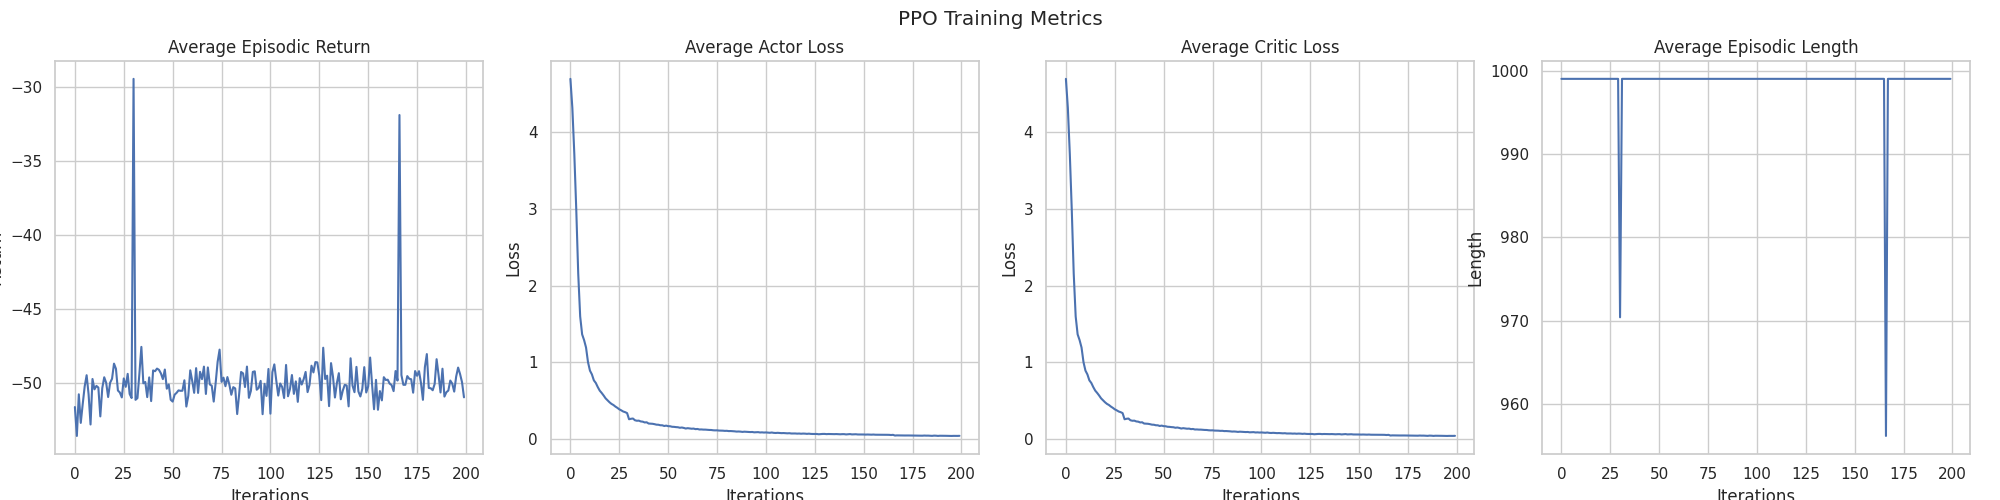 PPO Training Metrics
Average Episodic Return
−30
−35
−40
−45
−50
0 25 50 75 100 125 150 175 200
Iterations
Average Actor Loss
Loss
4
3
2
1
0
0 25 50 75 100 125 150 175 200
Iterations
Average Critic Loss
Loss
4
3
2
1
0
0 25 50 75 100 125 150 175 200
Iterations
Average Episodic Length
Length
1000
990
980
970
960
0 25 50 75 100 125 150 175 200
Iterations